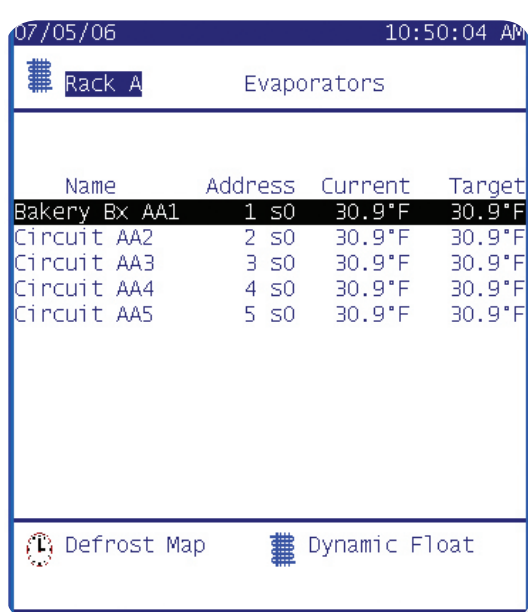 07/05/06 10:50:04 AM
Rack A Evaporators
Name Address Current Target
Bakery Bx AA1 1 s0 30.9°F 30.9°F
Circuit AA2 2 s0 30.9°F 30.9°F
Circuit AA3 3 s0 30.9°F 30.9°F
Circuit AA4 4 s0 30.9°F 30.9°F
Circuit AA5 5 s0 30.9°F 30.9°F
Defrost Map Dynamic Float